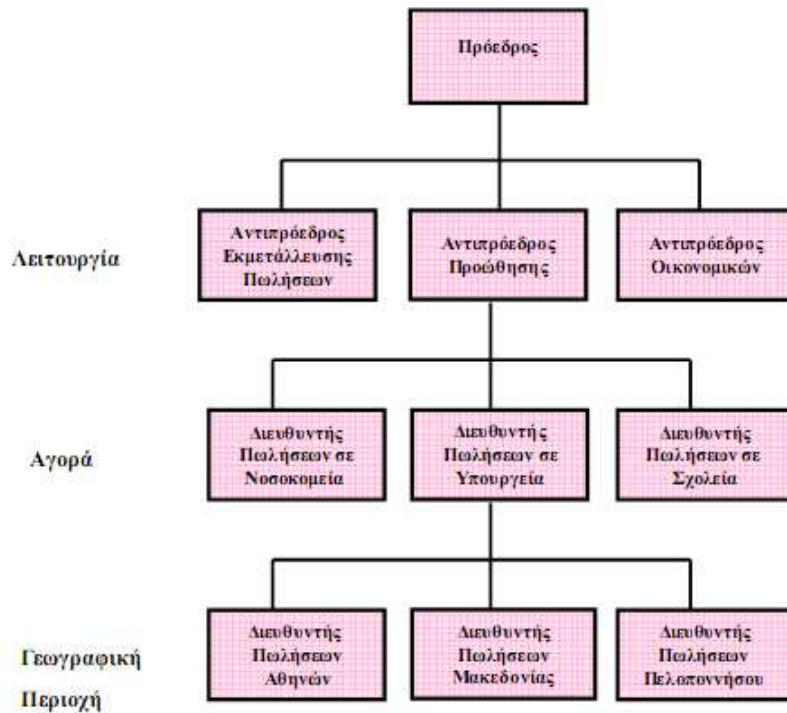 Πρόεδρος
Λειτουργία
Αντιπρόεδρος
Εκμετάλλευσης
Πωλήσεων
Αντιπρόεδρος
Προώθησης
Αντιπρόεδρος
Οικονομικών
Αγορά
Διευθυντής
Πωλήσεων σε
Νοσοκομεία
Διευθυντής
Πωλήσεων σε
Υπουργεία
Διευθυντής
Πωλήσεων σε
Σχολεία
Γεωγραφική
Περιοχή
Διευθυντής
Πωλήσεων
Αθηνών
Διευθυντής
Πωλήσεων
Μακεδονίας
Διευθυντής
Πωλήσεων
Πελοποννήσου